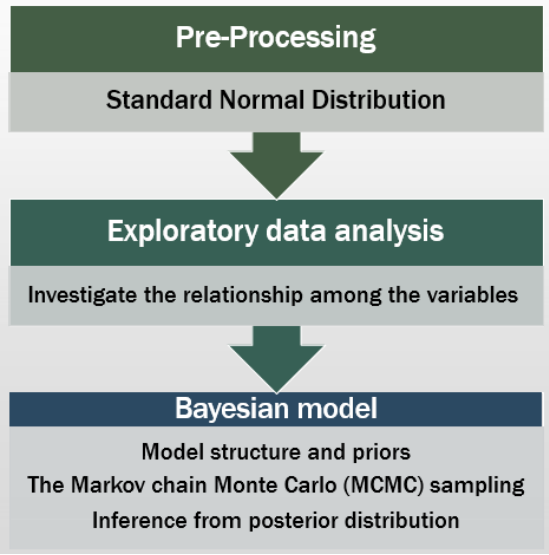 Pre-Processing
Standard Normal Distribution
Exploratory data analysis
Investigate the relationship among the variables
Bayesian model
Model structure and priors
The Markov chain Monte Carlo (MCMC) sampling
Inference from posterior distribution